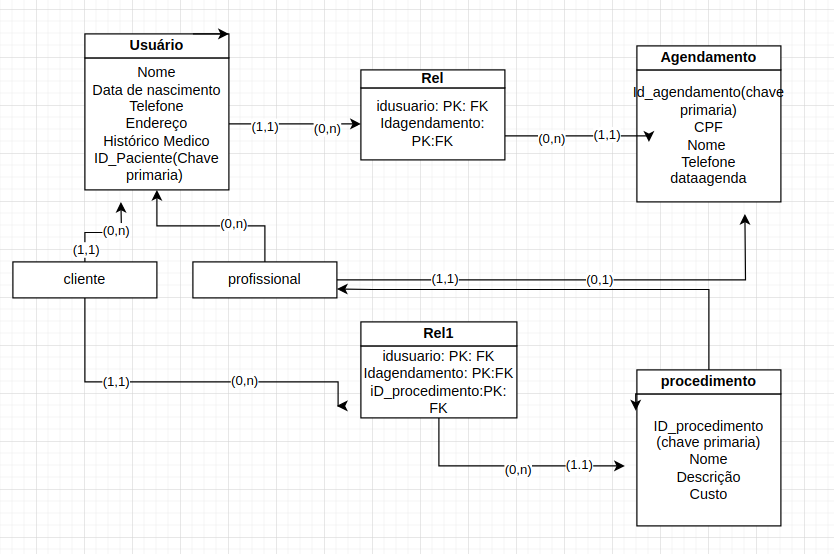 Usuário
Nome
Data de nascimento
Telefone
Endereço
Histórico Medico
ID_Paciente(Chave
primaria)
(1,1)
(0,n)
Rel
idusuario: PK: FK
Idagendamento:
PK:FK
(0,n)
(1,1)
Agendamento
Id_agendamento(chave
primaria)
CPF
Nome
Telefone
dataagenda
(0,n)
(1,1)
(0,n)
cliente
profissional
(1,1)
(0,1)
(1,1)
(0,n)
Rel1
idusuario: PK: FK
Idagendamento: PK:FK
iD_procedimento:PK:
FK
(0,n)
(1.1)
procedimento
ID_procedimento
(chave primaria)
Nome
Descrição
Custo